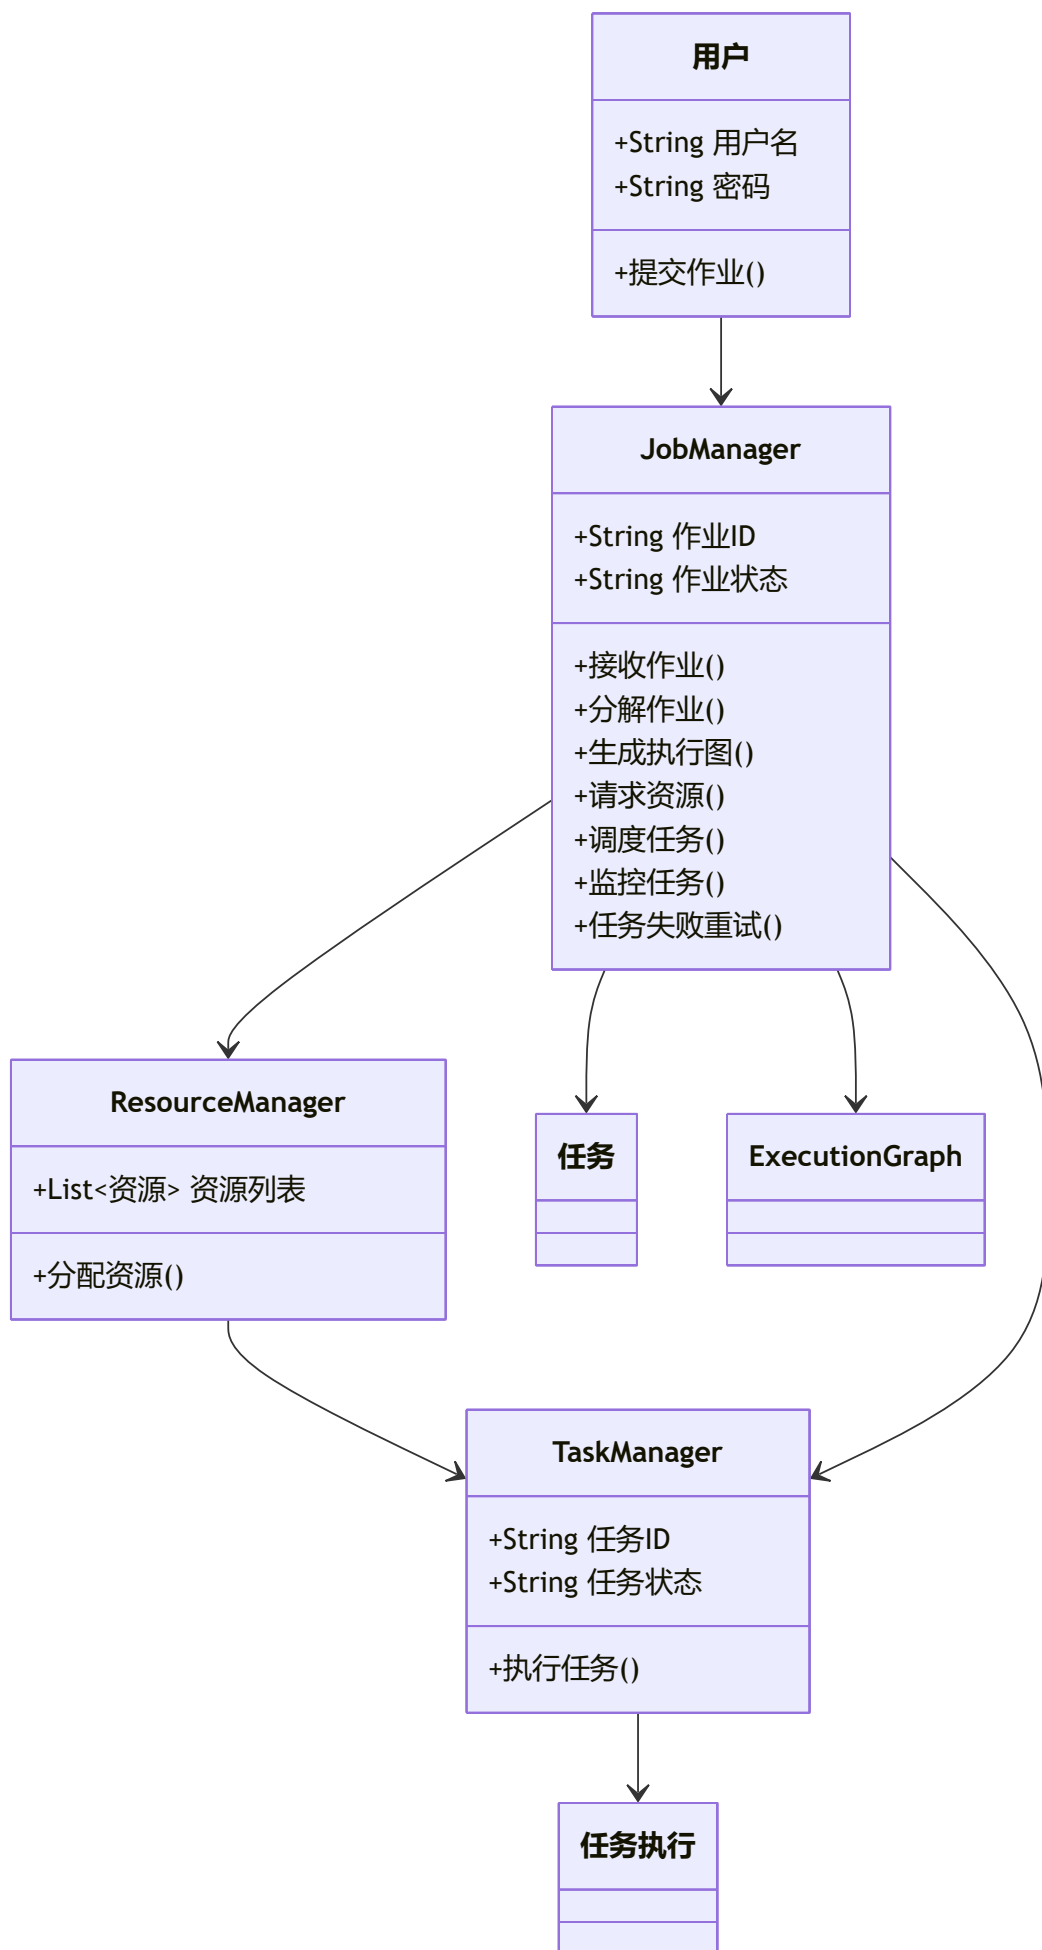 用户
+String 用户名
+String 密码
+提交作业()
JobManager
+String 作业ID
+String 作业状态
+接收作业()
+分解作业()
+生成执行图()
+请求资源()
+调度任务()
+监控任务()
+任务失败重试()
ResourceManager
+List<资源> 资源列表
+分配资源()
任务
ExecutionGraph
TaskManager
+String 任务ID
+String 任务状态
+执行任务()
任务执行